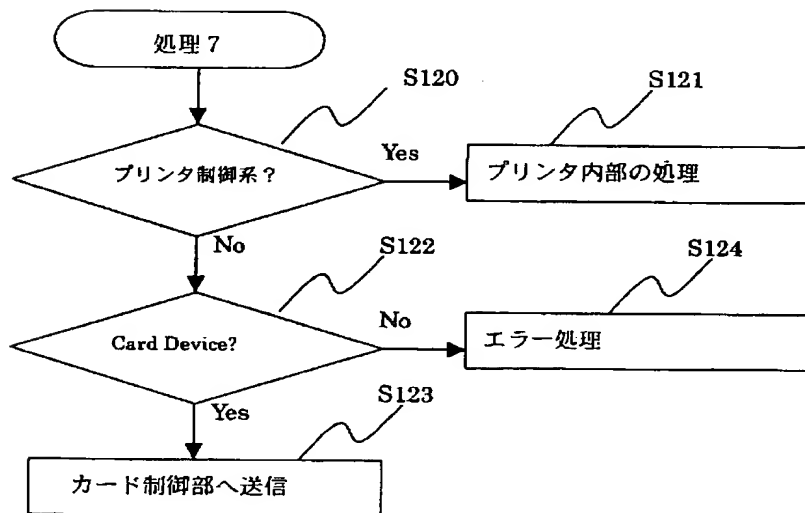 処理７
S120
S121
プリンタ制御系？
Yes
プリンタ内部の処理
No
S122
S124
Card Device?
No
エラー処理
Yes
S123
カード制御部へ送信